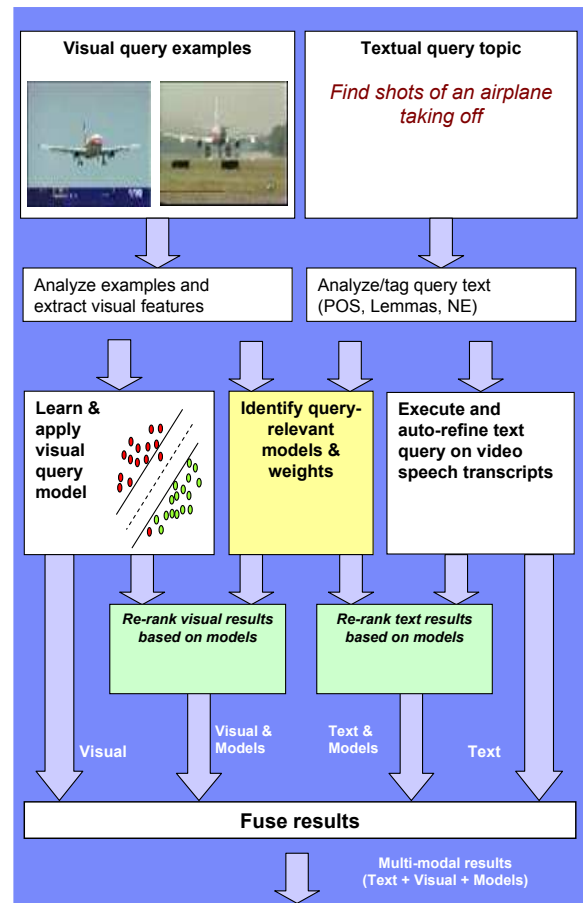 Visual query examples
Textual query topic
Find shots of an airplane
taking off
Analyze examples and
extract visual features
Analyze/tag query text
(POS, Lemmas, NE)
Learn &
apply
visual
query
model
Identify query-
relevant
models &
weights
Execute and
auto-refine text
query on video
speech transcripts
Re-rank visual results
based on models
Re-rank text results
based on models
Visual
Visual &
Models
Text &
Models
Text
Fuse results
Multi-modal results
(Text + Visual + Models)